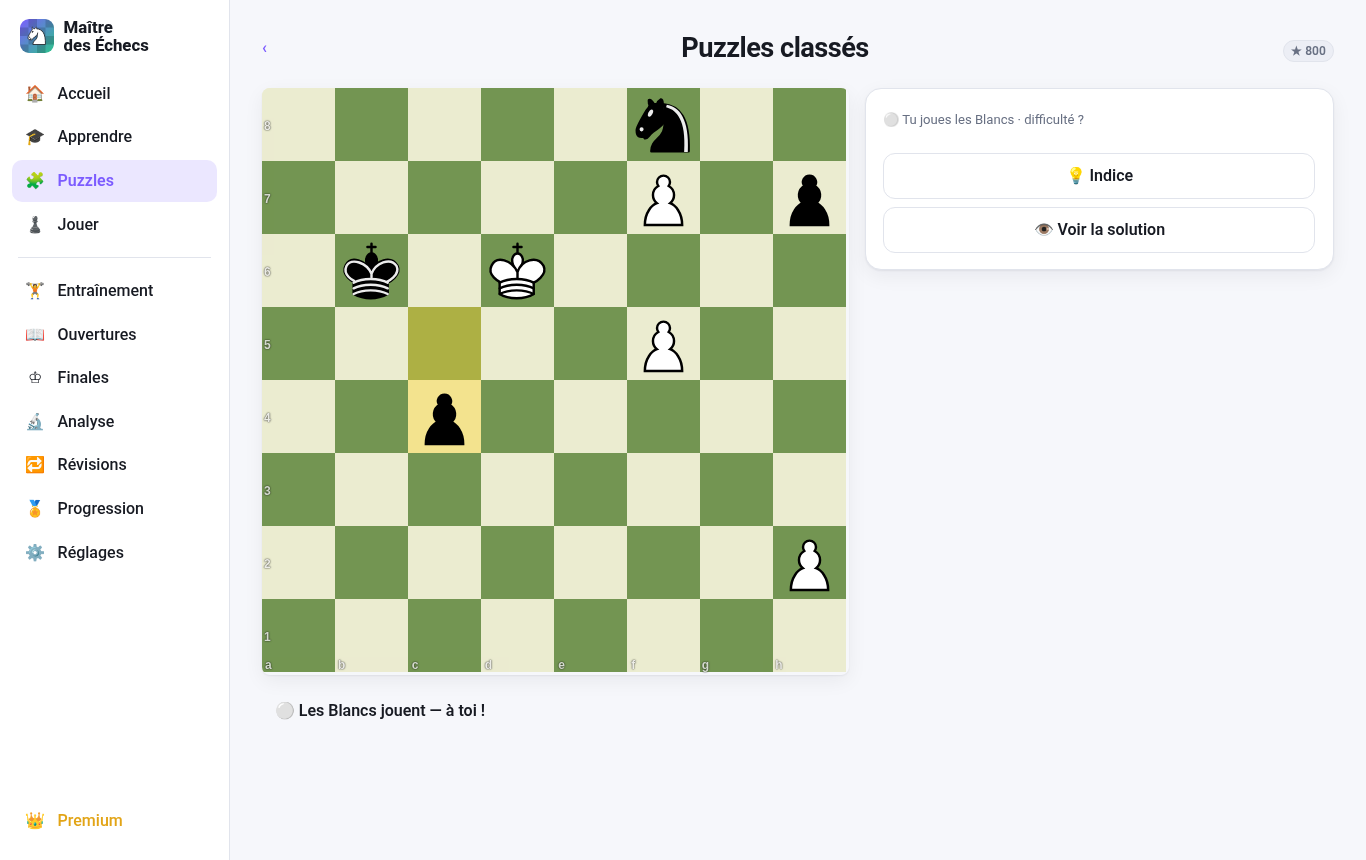 Maître
des Échecs
Accueil
Apprendre
Puzzles
Jouer
Entraînement
Ouvertures
Finales
Analyse
Révisions
Progression
Réglages
Premium
‹
Puzzles classés
★ 800
8
7
6
5
4
3
2
1
a b c d e f g h
Les Blancs jouent — à toi !
Tu joues les Blancs · difficulté ?
Indice
Voir la solution